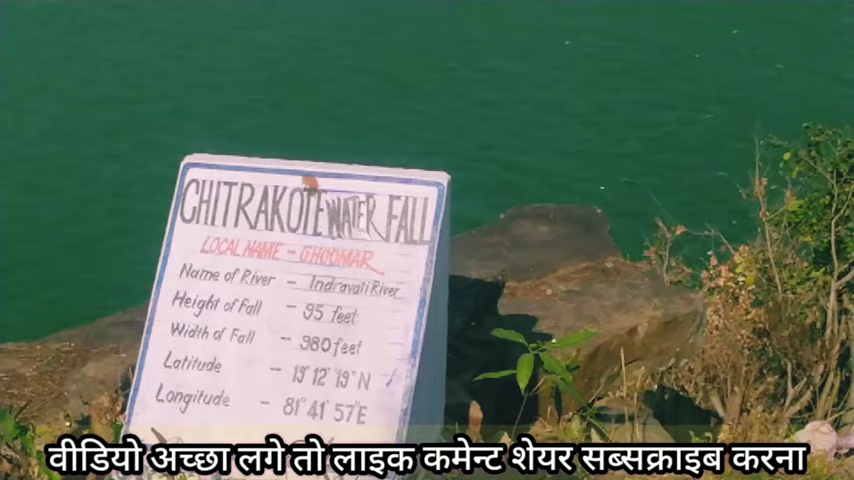 CHITRAKOTE WATER FALL
LOCAL NAME - GHOOMAR
Name of River - Indravati River
Height of Fall - 95 feet
Width of Fall - 980 feet
Latitude - 19° 12' 19" N
Longitude - 81° 41' 57" E
वीडियो अच्छा लगे तो लाइक कमेन्ट शेयर सब्सक्राइब करना